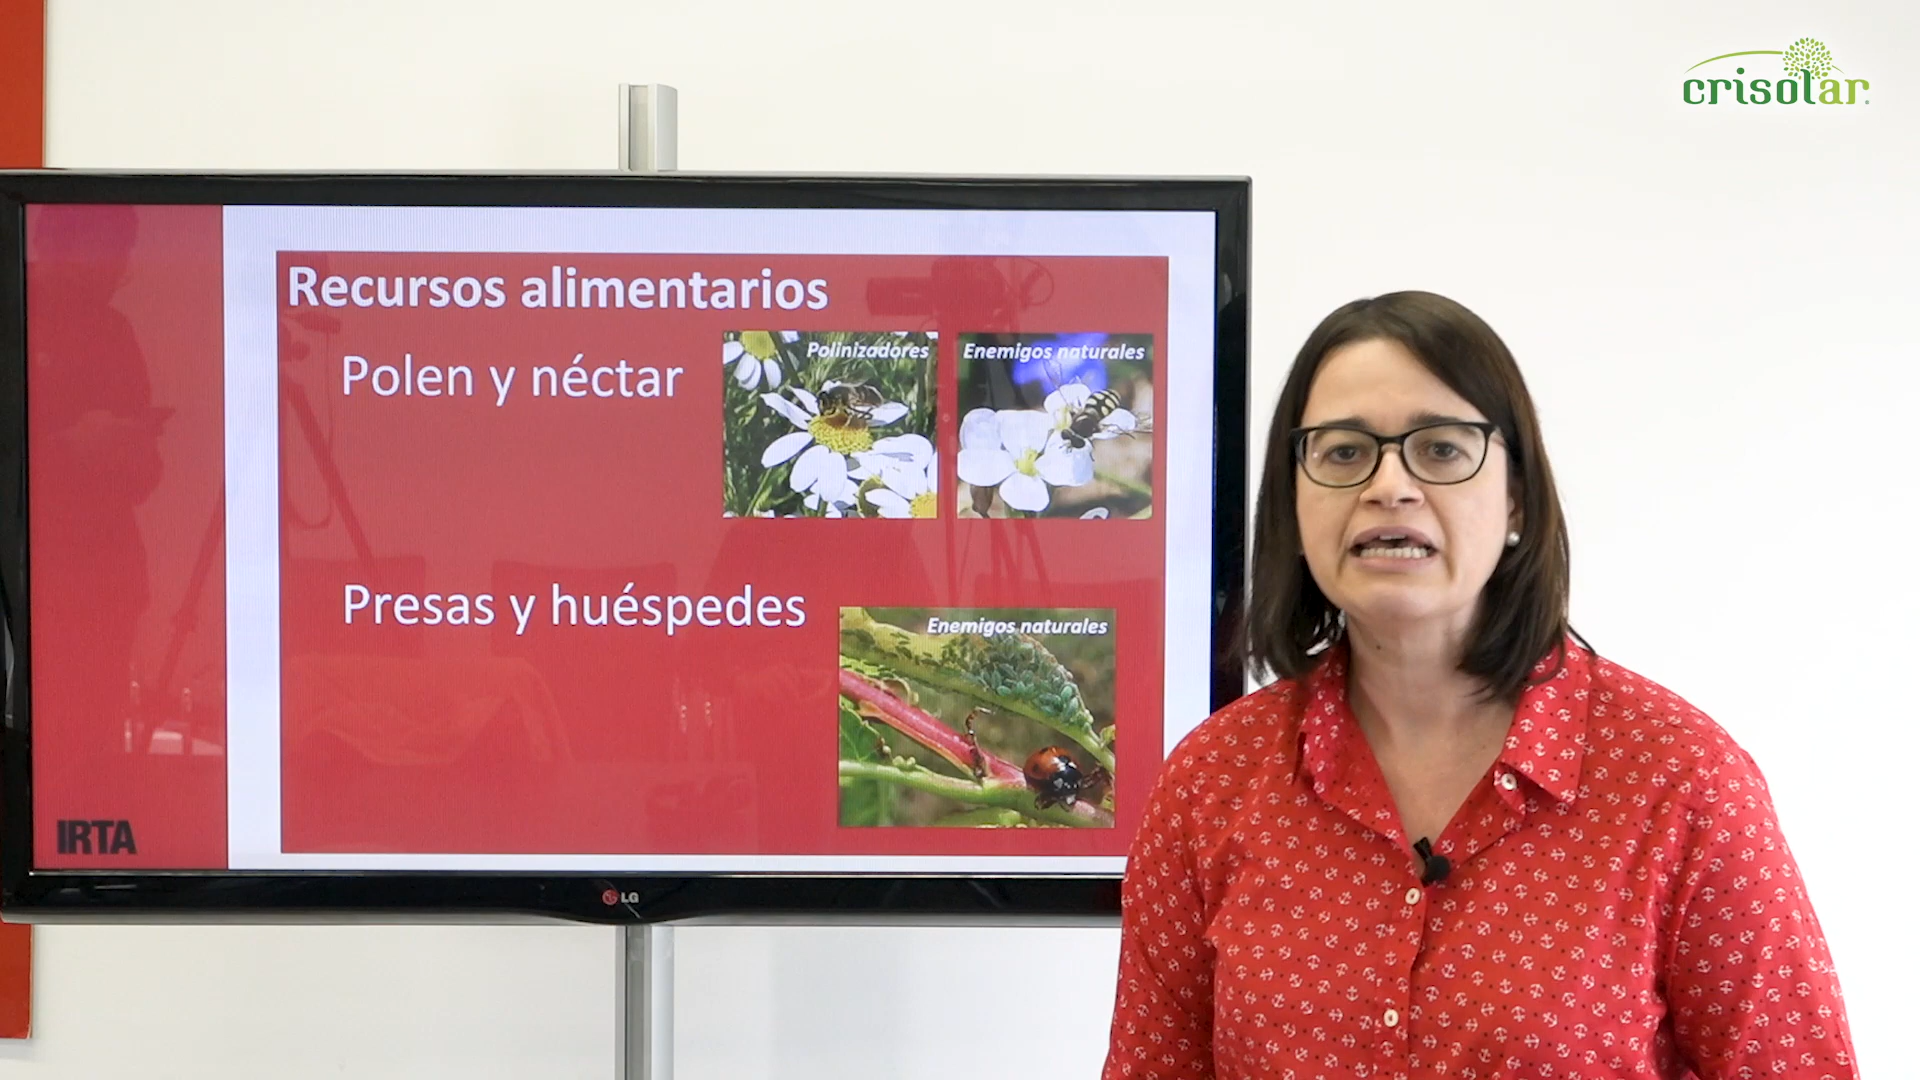 crisolar
Recursos alimentarios
Polen y néctar
Polinizadores
Enemigos naturales
Presas y huéspedes
Enemigos naturales
IRTA
LG